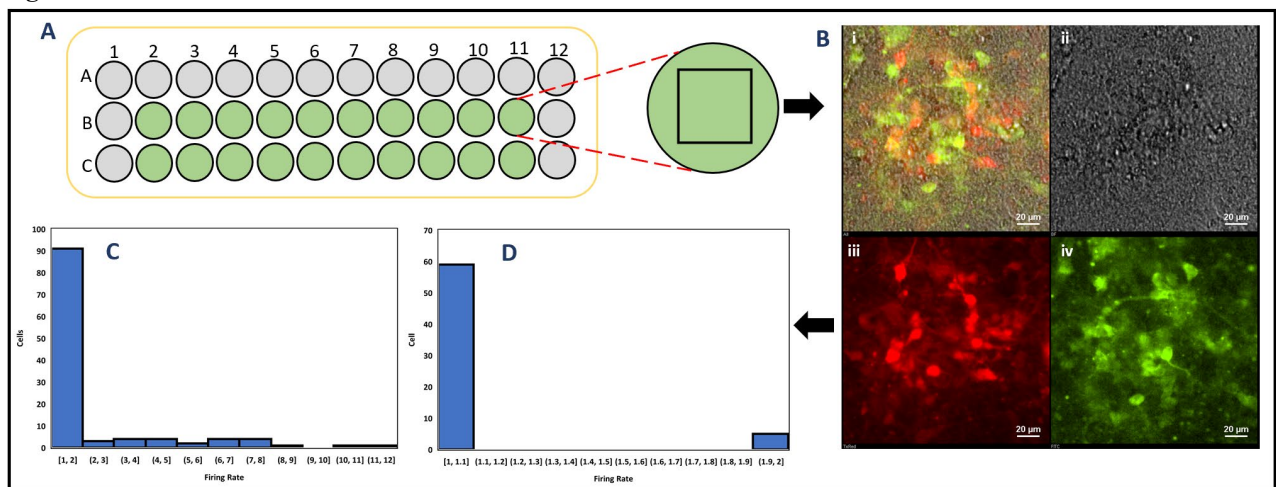 A
1 2 3 4 5 6 7 8 9 10 11 12
A
B
C
B
i
ii
20 µm
20 µm
iii
iv
20 µm
20 µm
TxRed
FITC
C
100
90
80
70
60
50
40
30
20
10
0
Cells
[1, 2] (2, 3] (3, 4] (4, 5] (5, 6] (6, 7] (7, 8] (8, 9] (9, 10] (10, 11] (11, 12]
Firing Rate
D
70
60
50
40
30
20
10
0
Cell
[1, 1.1] (1.1, 1.2] (1.2, 1.3] (1.3, 1.4] (1.4, 1.5] (1.5, 1.6] (1.6, 1.7] (1.7, 1.8] (1.8, 1.9] (1.9, 2]
Firing Rate